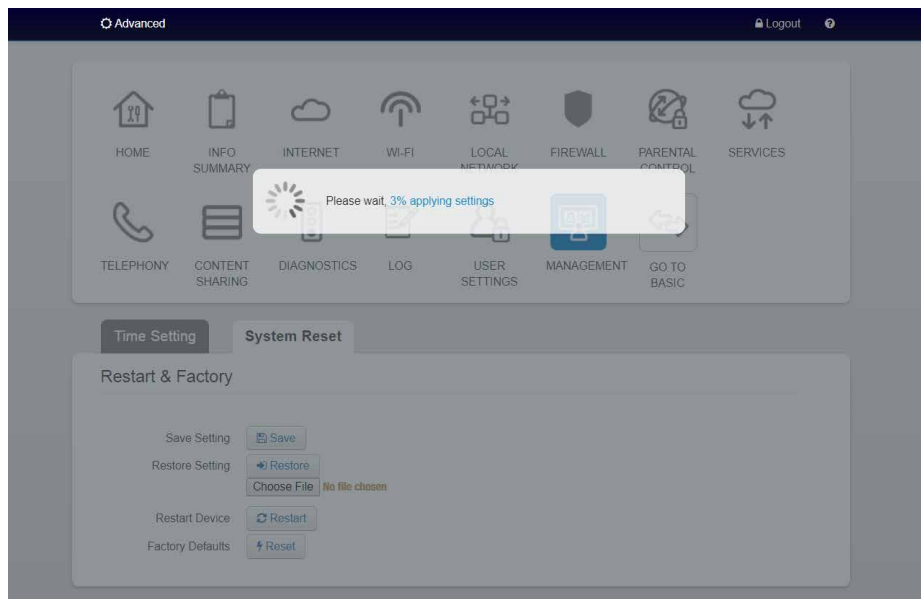 Advanced
Logout
HOME
INFO
SUMMARY
INTERNET
WI-FI
LOCAL
NETWORK
FIREWALL
PARENTAL
CONTROL
SERVICES
Please wait, 3% applying settings
TELEPHONY
CONTENT
SHARING
DIAGNOSTICS
LOG
USER
SETTINGS
MANAGEMENT
GO TO
BASIC
Time Setting
System Reset
Restart & Factory
Save Setting
Save
Restore Setting
Restore
Choose File No file chosen
Restart Device
Restart
Factory Defaults
Reset